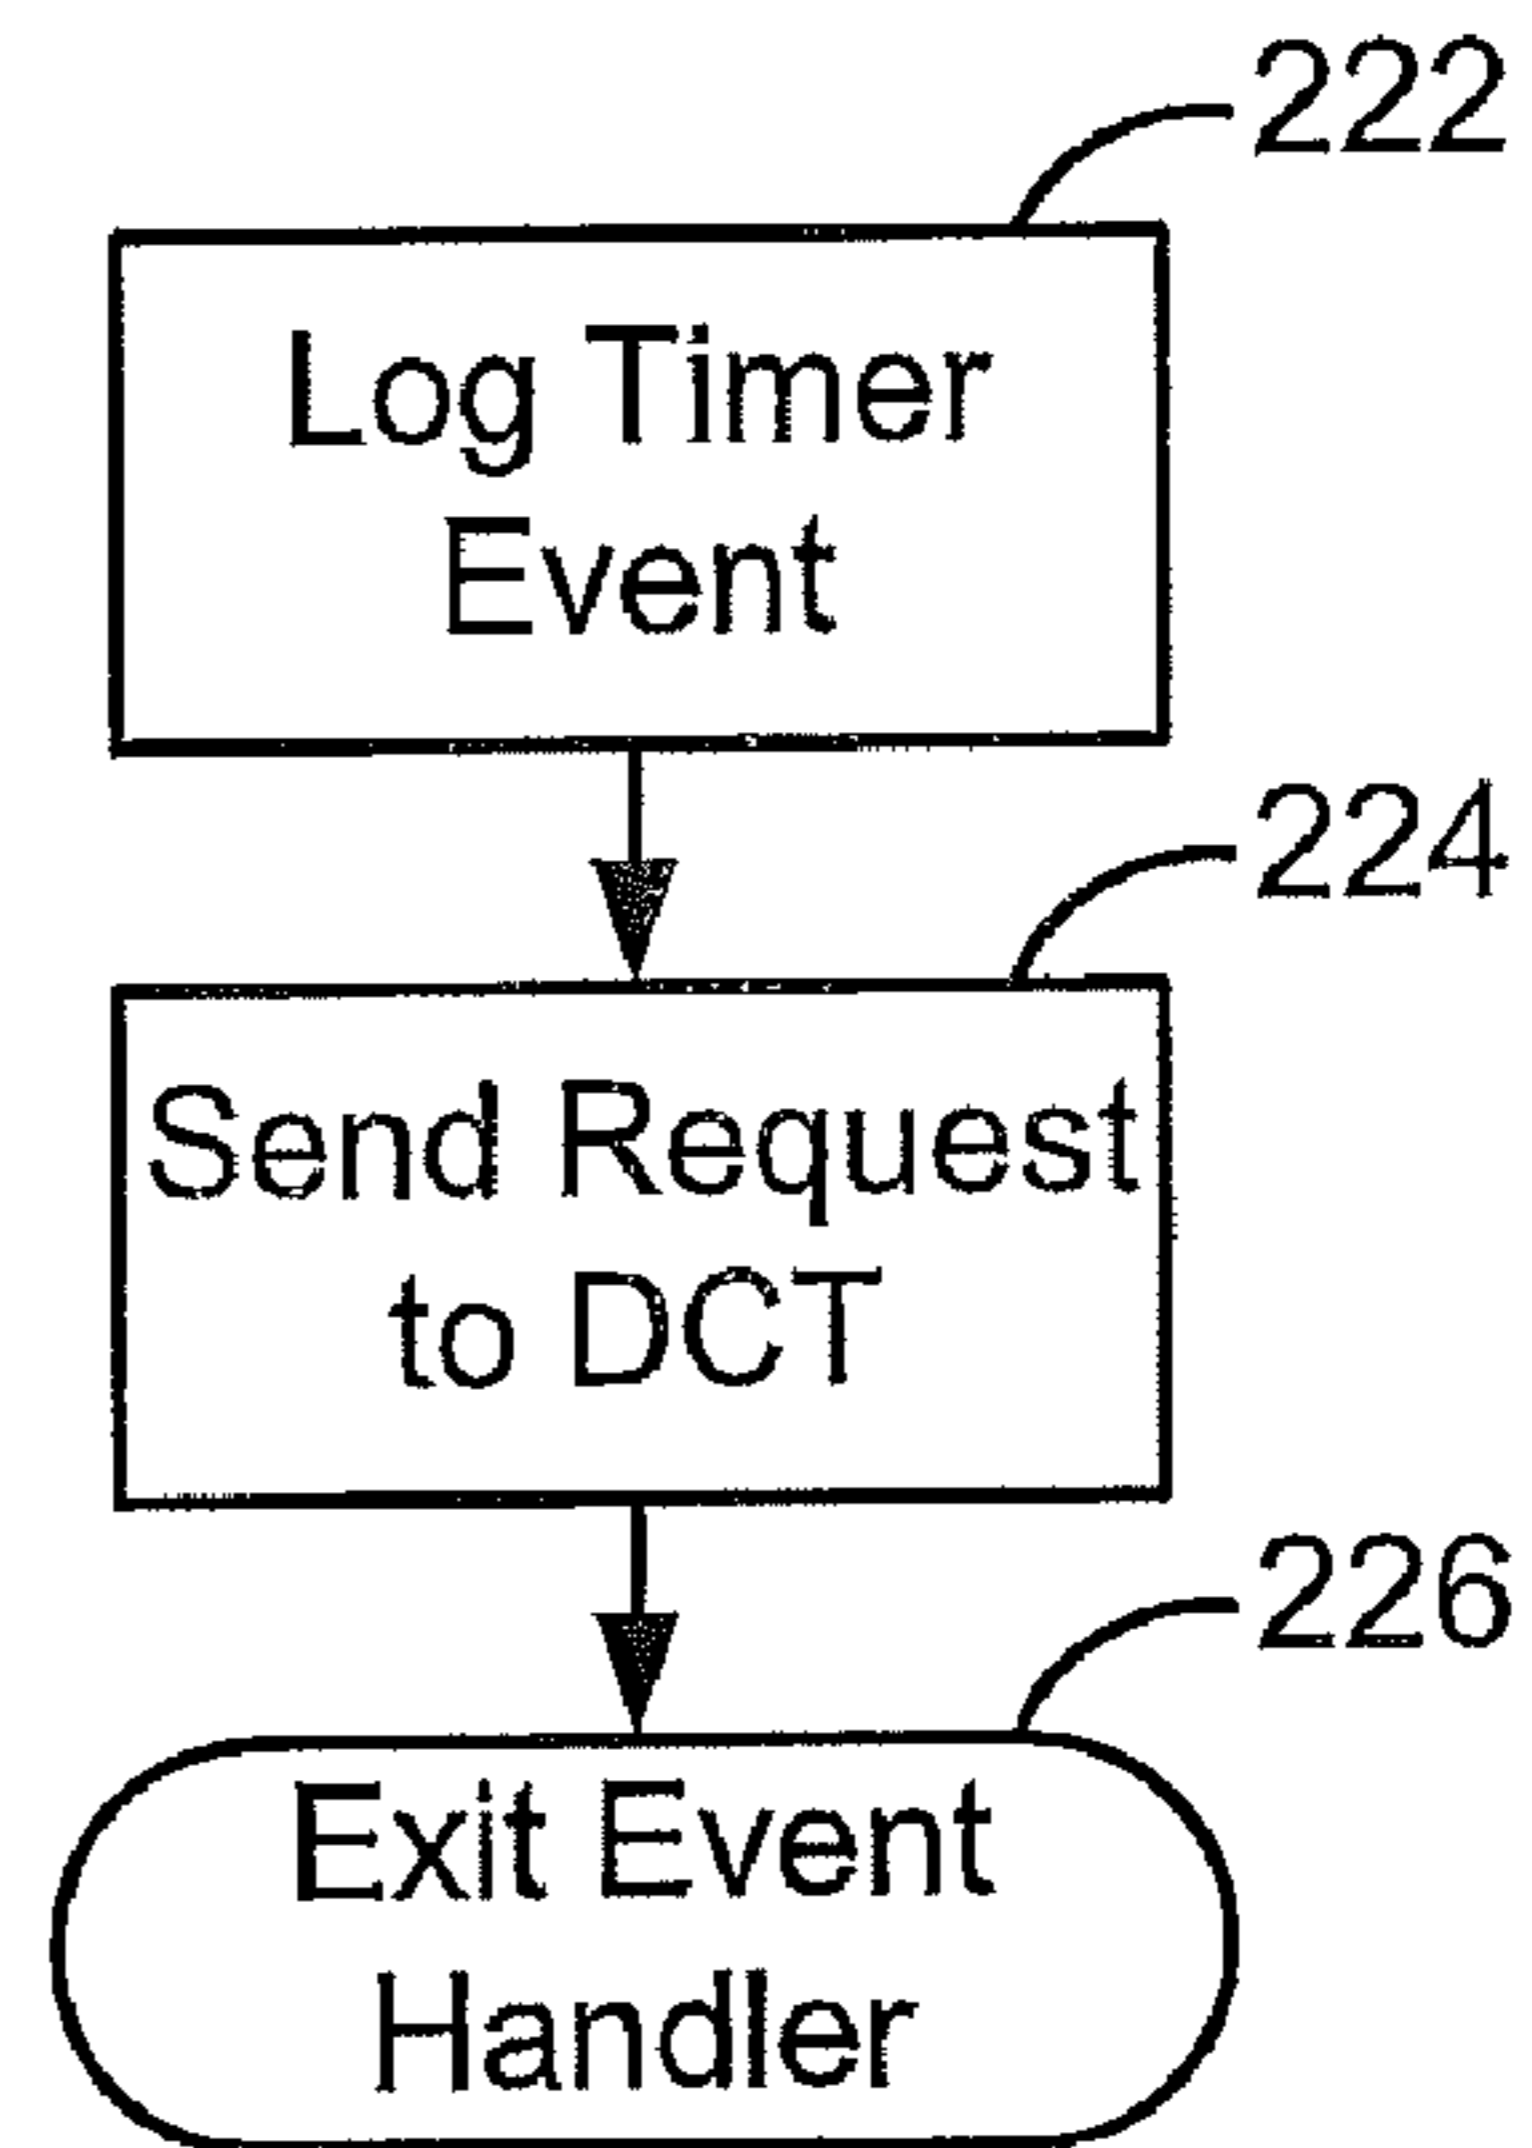 222
Log Timer
Event
224
Send Request
to DCT
226
Exit Event
Handler